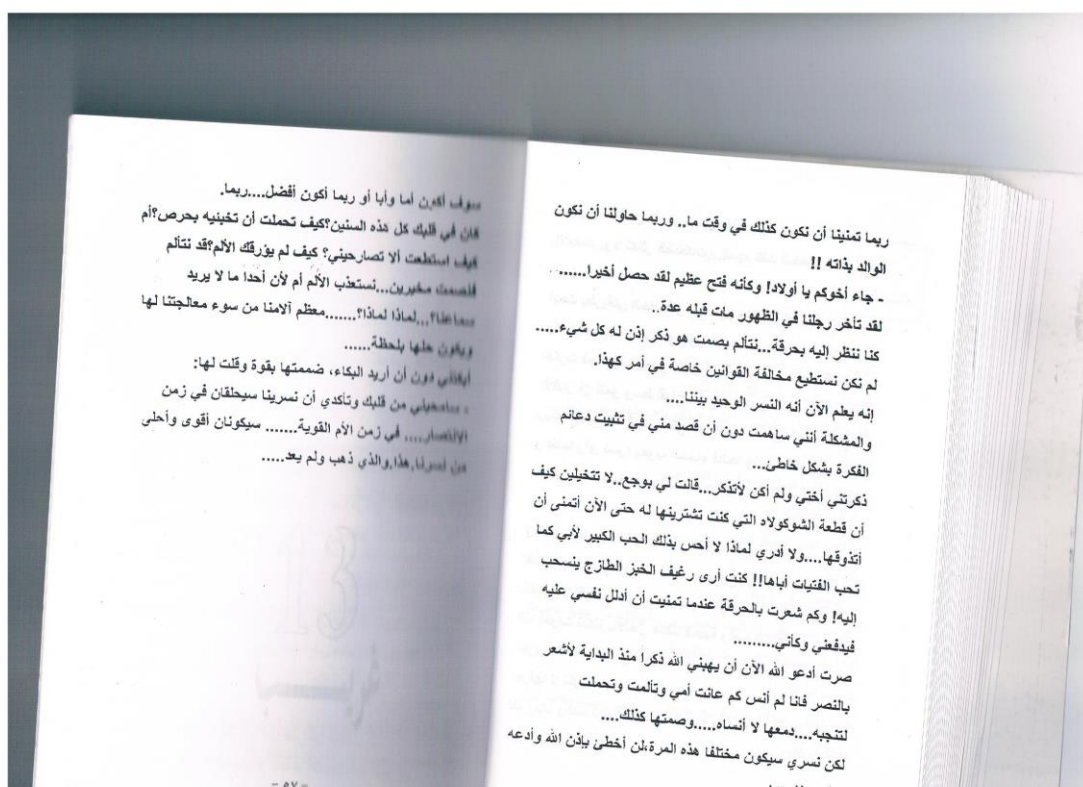 ربما تمنينا أن نكون كذلك في وقت ما.. وربما حاولنا أن نكون
الوالد بذاته !!
- جاء أخوكم يا أولاد! وكأنه فتح عظيم لقد حصل أخيرا......
لقد تأخر رجلنا في الظهور مات قبله عدة..
كنا ننظر إليه بحرقة...نتألم بصمت هو ذكر إذن له كل شيء.....
لم نكن نستطيع مخالفة القوانين خاصة في أمر كهذا.
إنه يعلم الآن أنه النسر الوحيد بيننا....
والمشكلة أنني ساهمت دون أن قصد مني في تثبيت دعائم
الفكرة بشكل خاطئ...
ذكرتني أختي ولم أكن لأتذكر...قالت لي بوجع..لا تتخيلين كيف
أن قطعة الشوكولاه التي كنت تشترينها له حتى الآن أتمنى أن
أتذوقها....ولا أدري لماذا لا أحس بذلك الحب الكبير لأبي كما
تحب الفتيات أباها!! كنت أرى رغيف الخبز الطازج ينسحب
إليه! وكم شعرت بالحرقة عندما تمنيت أن أدلل نفسي عليه
فيدفعني وكأني.........
صرت أدعو الله الآن أن يهبني الله ذكرا منذ البداية لأشعر
بالنصر فانا لم أنس كم عانت أمي وتألمت وتحملت
لتنجبه....دمعها لا أنساه.....وصمتها كذلك....
لكن نسري سيكون مختلفا هذه المرة،لن أخطئ بإذن الله وأدعه
سوف أكون أما وأبا أو ربما أكون أفضل....ربما.
كان في قلبك كل هذه السنين؟كيف تحملت أن تخبنيه بحرص؟أم
كيف استطعت ألا تصارحيني؟ كيف لم يؤرقك الألم؟قد نتألم
فنصمت مخيرين...نستعذب الألم أم لأن أحدا ما لا يريد
سماعنا؟...لماذا لماذا؟.......معظم آلامنا من سوء معالجتنا لها
ويكون حلها بلحظة......
أبكتني دون أن أريد البكاء، ضممتها بقوة وقلت لها:
- سامحيني من قلبك وتأكدي أن نسرينا سيحلقان في زمن
الانتصار.... في زمن الأم القوية....... سيكونان أقوى وأحلى
من نسرنا،هذا،والذي ذهب ولم يعد.....
- ٥٧ -